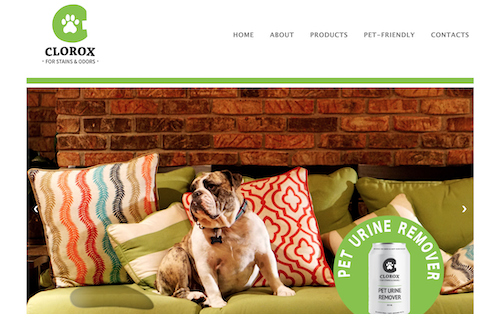 CLOROX
• FOR STAINS & ODORS •
HOME
ABOUT
PRODUCTS
PET-FRIENDLY
CONTACTS
PET URINE REMOVER
CLOROX
PET URINE
REMOVER